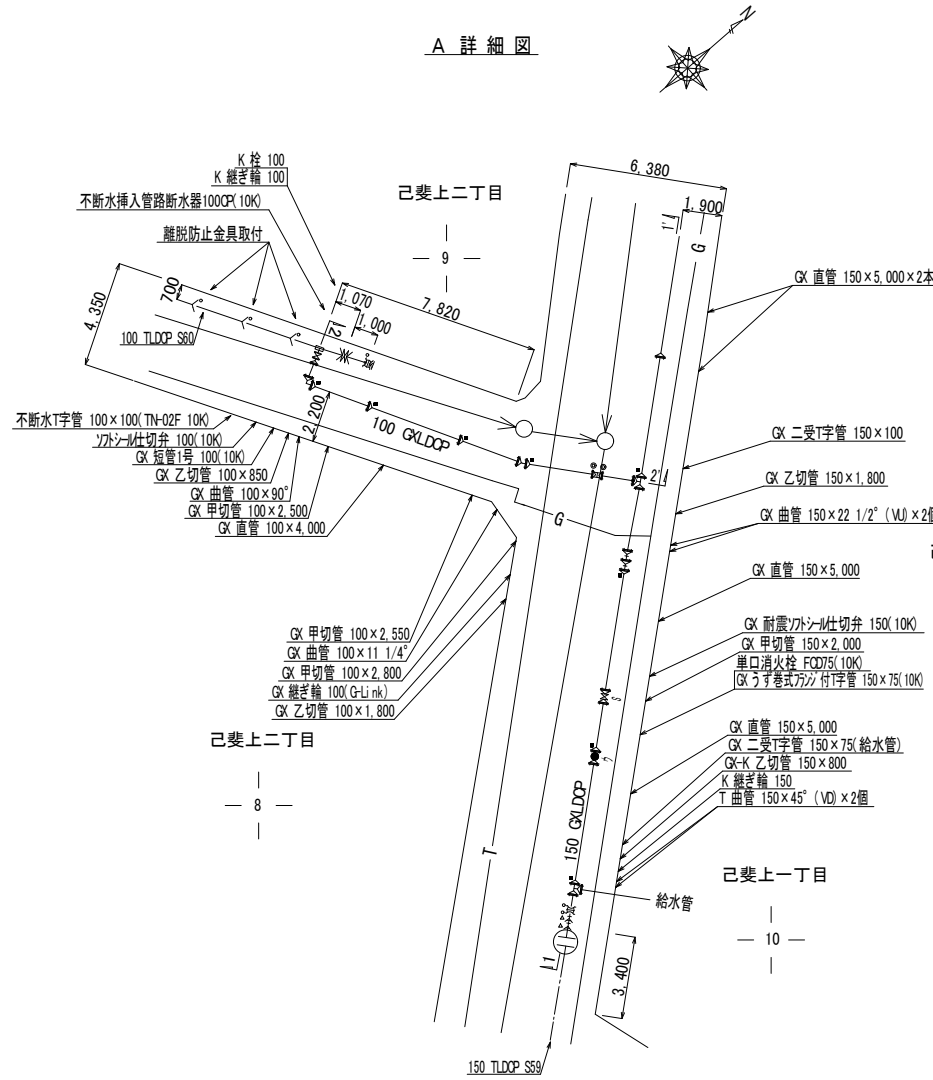 A 詳細図
N
K 栓 100
K 継ぎ輪 100
不断水挿入管路断水器100CP(10K)
離脱防止金具取付
己斐上二丁目
9
6,380
1,900
1'
G
4,350
700
1,070
1,000
7,820
12
100 TLDCP S60
GX 直管 150×5,000×2本
不断水T字管 100×100(TN-02F 10K)
ソフトシール仕切弁 100(10K)
GX 短管1号 100(10K)
GX 乙切管 100×850
GX 曲管 100×90°
GX 甲切管 100×2,500
GX 直管 100×4,000
2,200
100 GXLDCP
2'
G
GX 二受T字管 150×100
GX 乙切管 150×1,800
GX 曲管 150×22 1/2°(VU)×2個
GX 直管 150×5,000
GX 甲切管 100×2,550
GX 曲管 100×11 1/4°
GX 甲切管 100×2,800
GX 継ぎ輪 100(G-Link)
GX 乙切管 100×1,800
GX 耐震ソフトシール仕切弁 150(10K)
GX 甲切管 150×2,000
単口消火栓 FCD75(10K)
GX うず巻式フランジ付T字管 150×75(10K)
S
ウ
己斐上二丁目
8
GX 直管 150×5,000
GX 二受T字管 150×75(給水管)
GX-K 乙切管 150×800
K 継ぎ輪 150
T 曲管 150×45°(VD)×2個
150 GXLDCP
T
己斐上一丁目
10
給水管
11
3,400
150 TLDCP S59